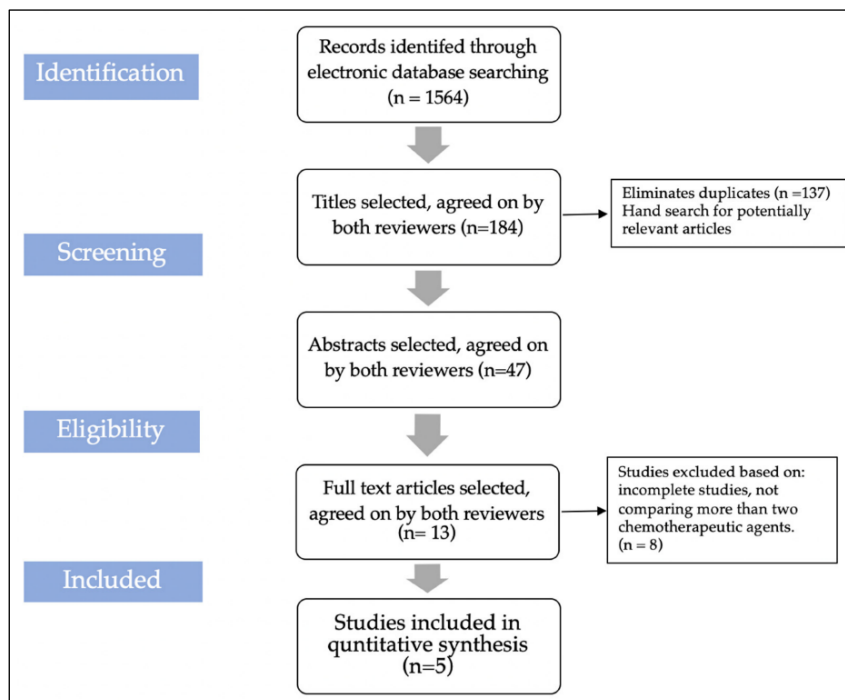 Identification
Records identifed through
electronic database searching
(n = 1564)
Titles selected, agreed on by
both reviewers (n=184)
Eliminates duplicates (n =137)
Hand search for potentially
relevant articles
Screening
Abstracts selected, agreed on
by both reviewers (n=47)
Eligibility
Full text articles selected,
agreed on by both reviewers
(n= 13)
Studies excluded based on:
incomplete studies, not
comparing more than two
chemotherapeutic agents.
(n = 8)
Included
Studies included in
quntitative synthesis
(n=5)